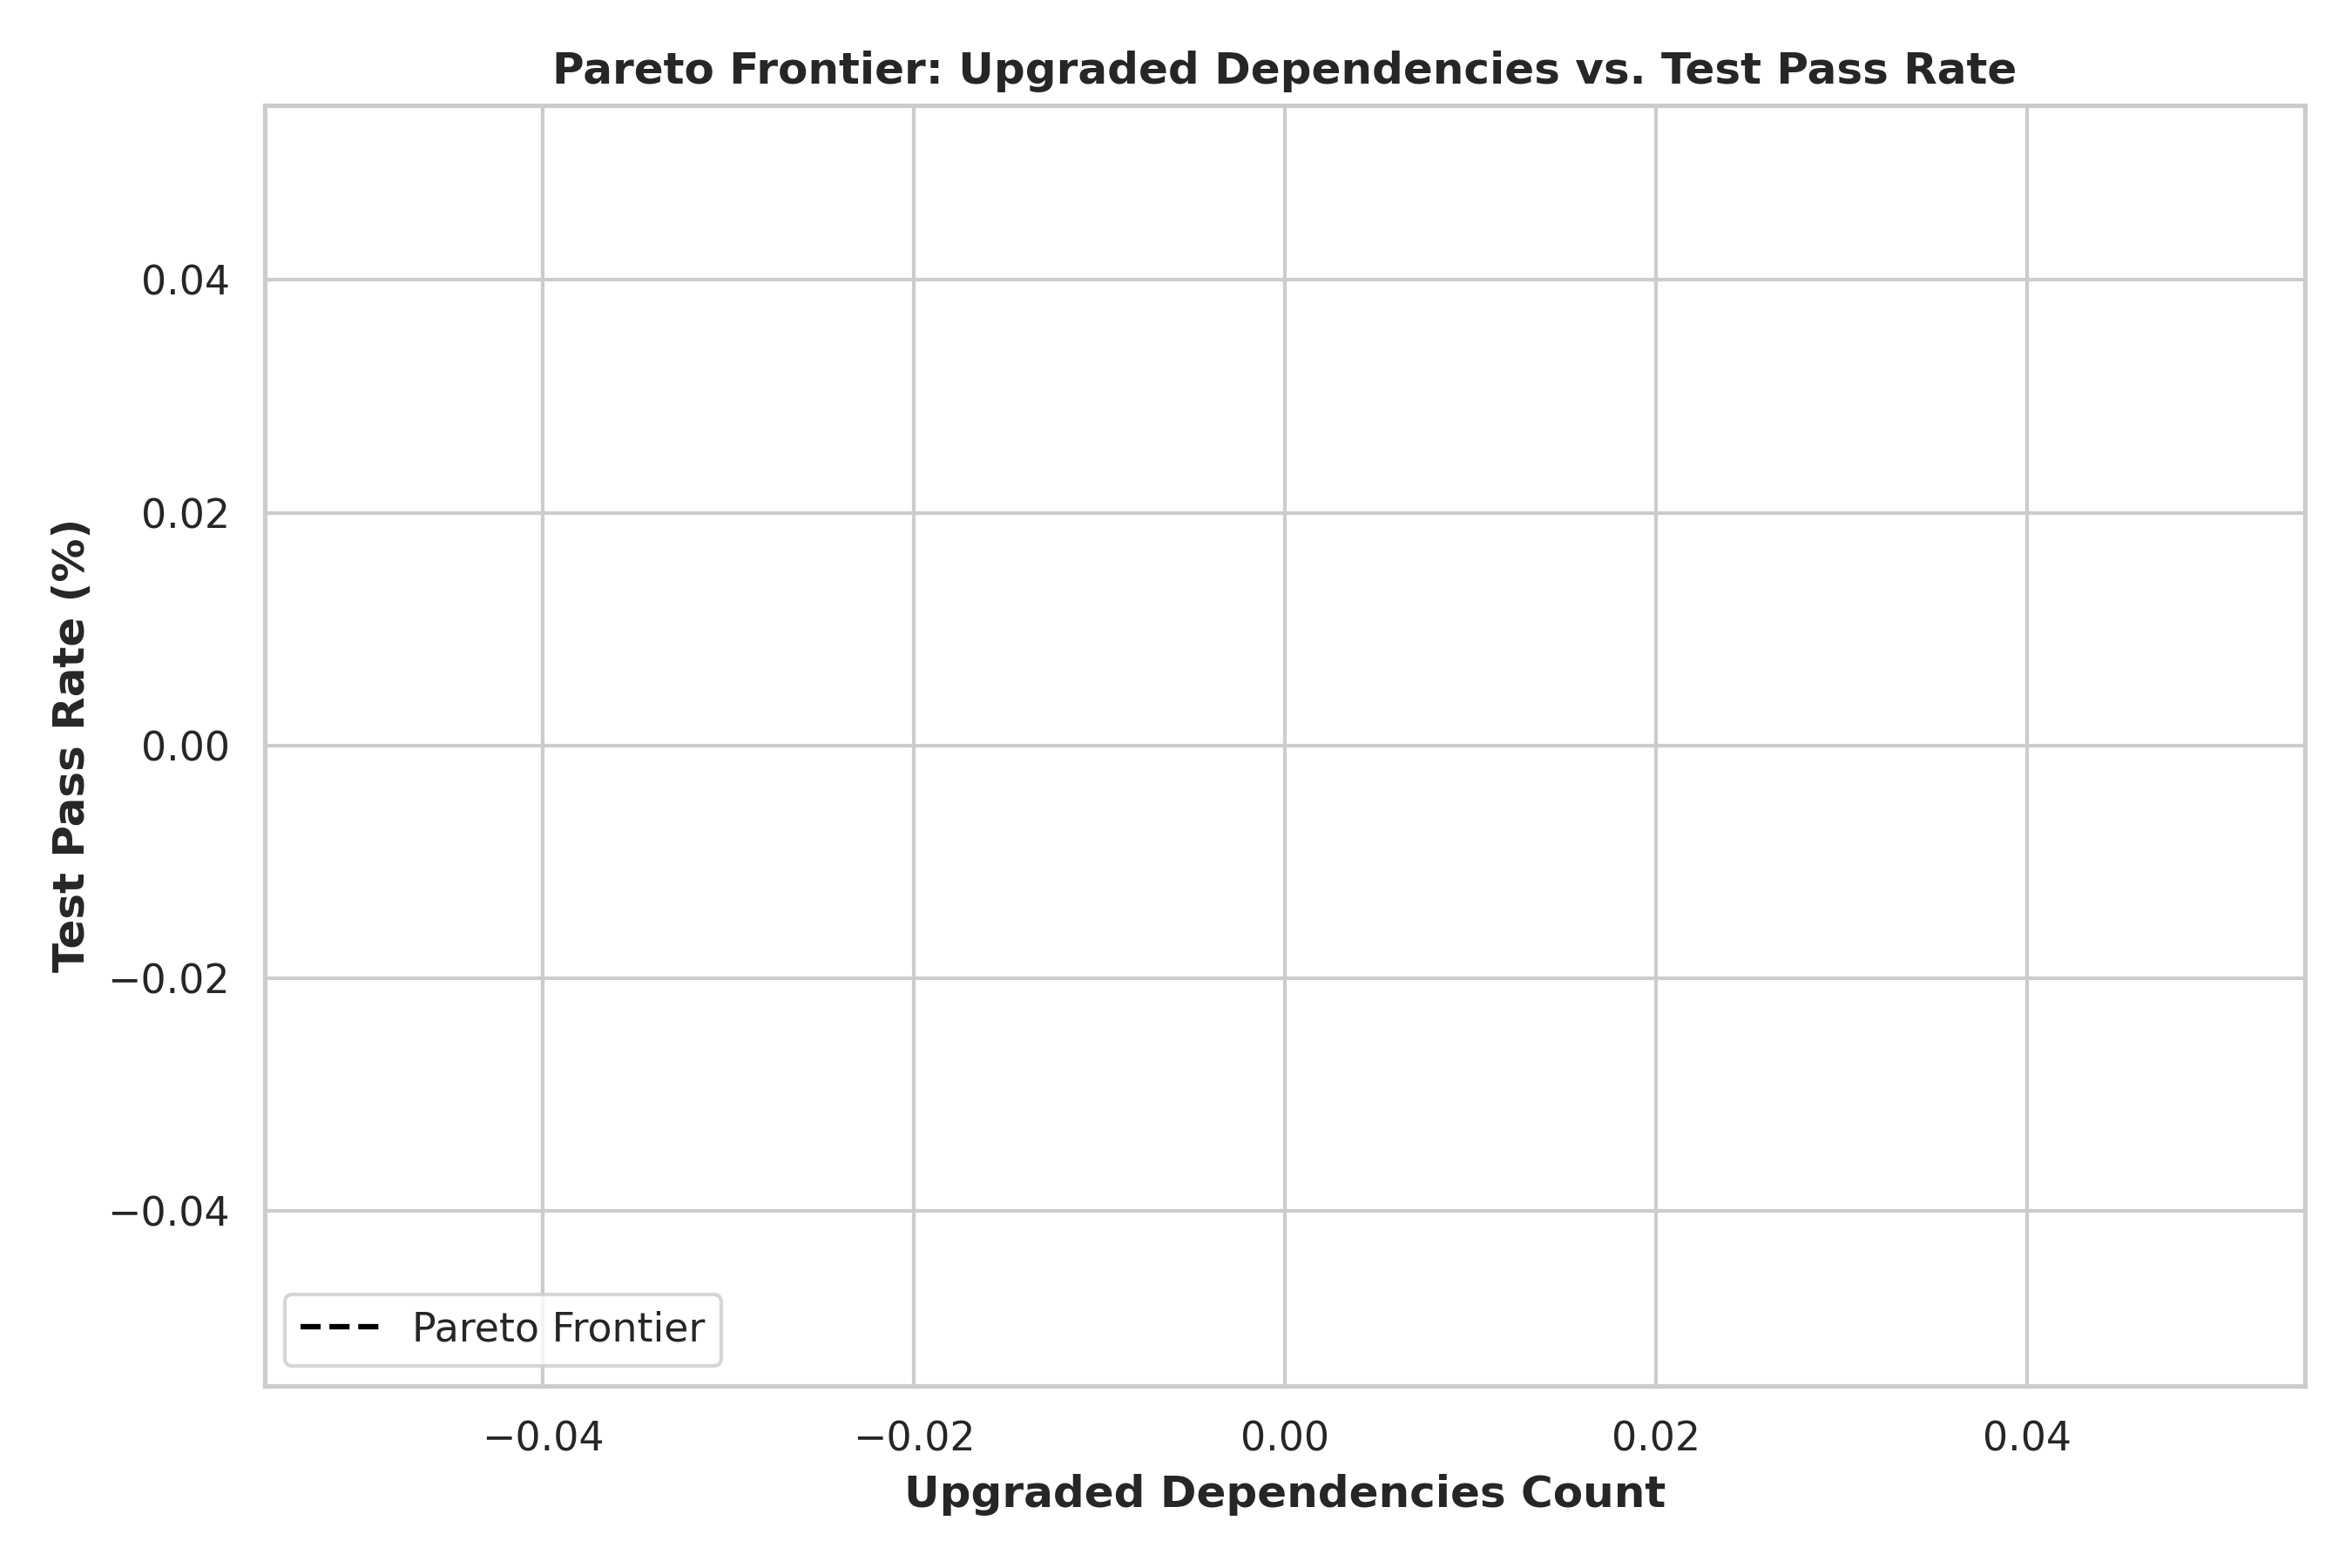 Pareto Frontier: Upgraded Dependencies vs. Test Pass Rate
Test Pass Rate (%)
0.04
0.02
0.00
−0.02
−0.04
Pareto Frontier
−0.04
−0.02
0.00
0.02
0.04
Upgraded Dependencies Count